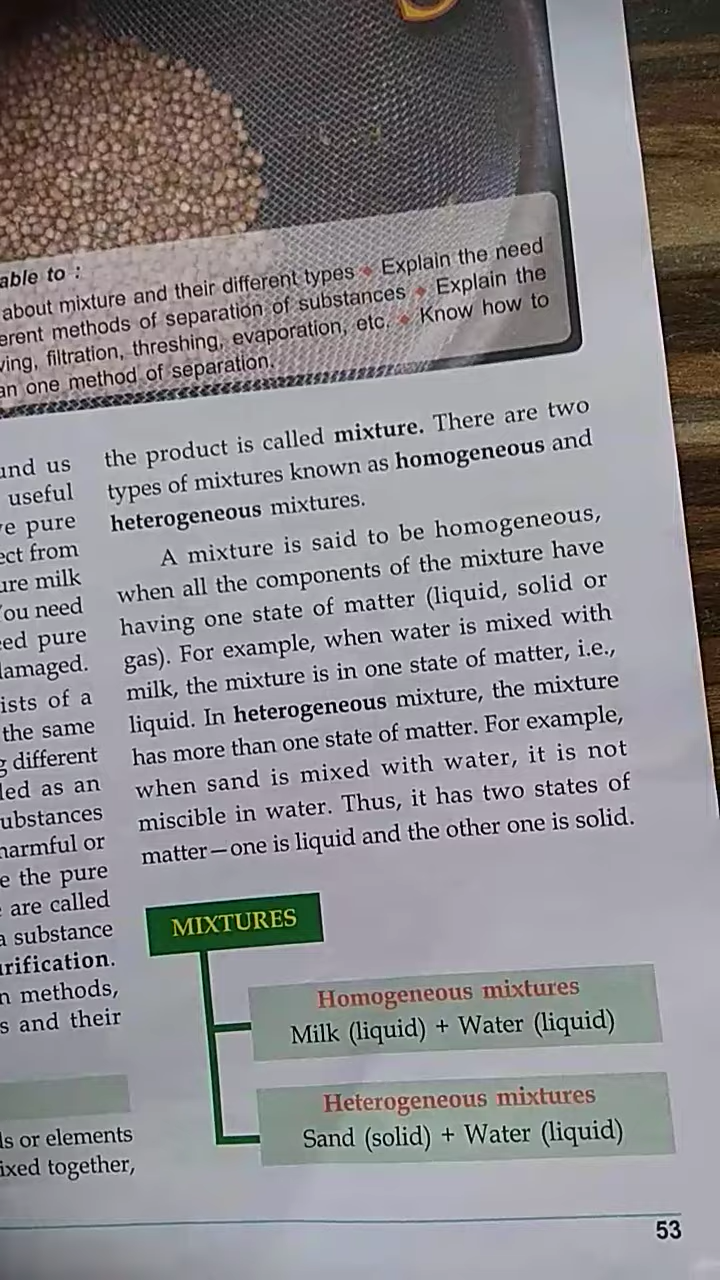 able to :
about mixture and their different types ◆ Explain the need
erent methods of separation of substances ◆ Explain the
ving, filtration, threshing, evaporation, etc. ◆ Know how to
an one method of separation.
und us
useful
ve pure
ect from
ure milk
You need
eed pure
damaged.
ists of a
the same
g different
led as an
ubstances
harmful or
e the pure
are called
a substance
urification.
n methods,
s and their
ls or elements
ixed together,
the product is called mixture. There are two
types of mixtures known as homogeneous and
heterogeneous mixtures.
A mixture is said to be homogeneous,
when all the components of the mixture have
having one state of matter (liquid, solid or
gas). For example, when water is mixed with
milk, the mixture is in one state of matter, i.e.,
liquid. In heterogeneous mixture, the mixture
has more than one state of matter. For example,
when sand is mixed with water, it is not
miscible in water. Thus, it has two states of
matter—one is liquid and the other one is solid.
MIXTURES
Homogeneous mixtures
Milk (liquid) + Water (liquid)
Heterogeneous mixtures
Sand (solid) + Water (liquid)
53